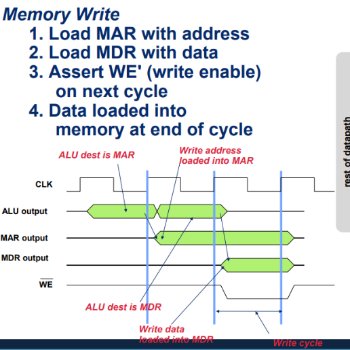 Memory Write
1. Load MAR with address
2. Load MDR with data
3. Assert WE' (write enable)
on next cycle
4. Data loaded into
memory at end of cycle
ALU dest is MAR
Write address
loaded into MAR
CLK
ALU output
MAR output
MDR output
WE
ALU dest is MDR
Write data
loaded into MDR
Write cycle
rest of datapath